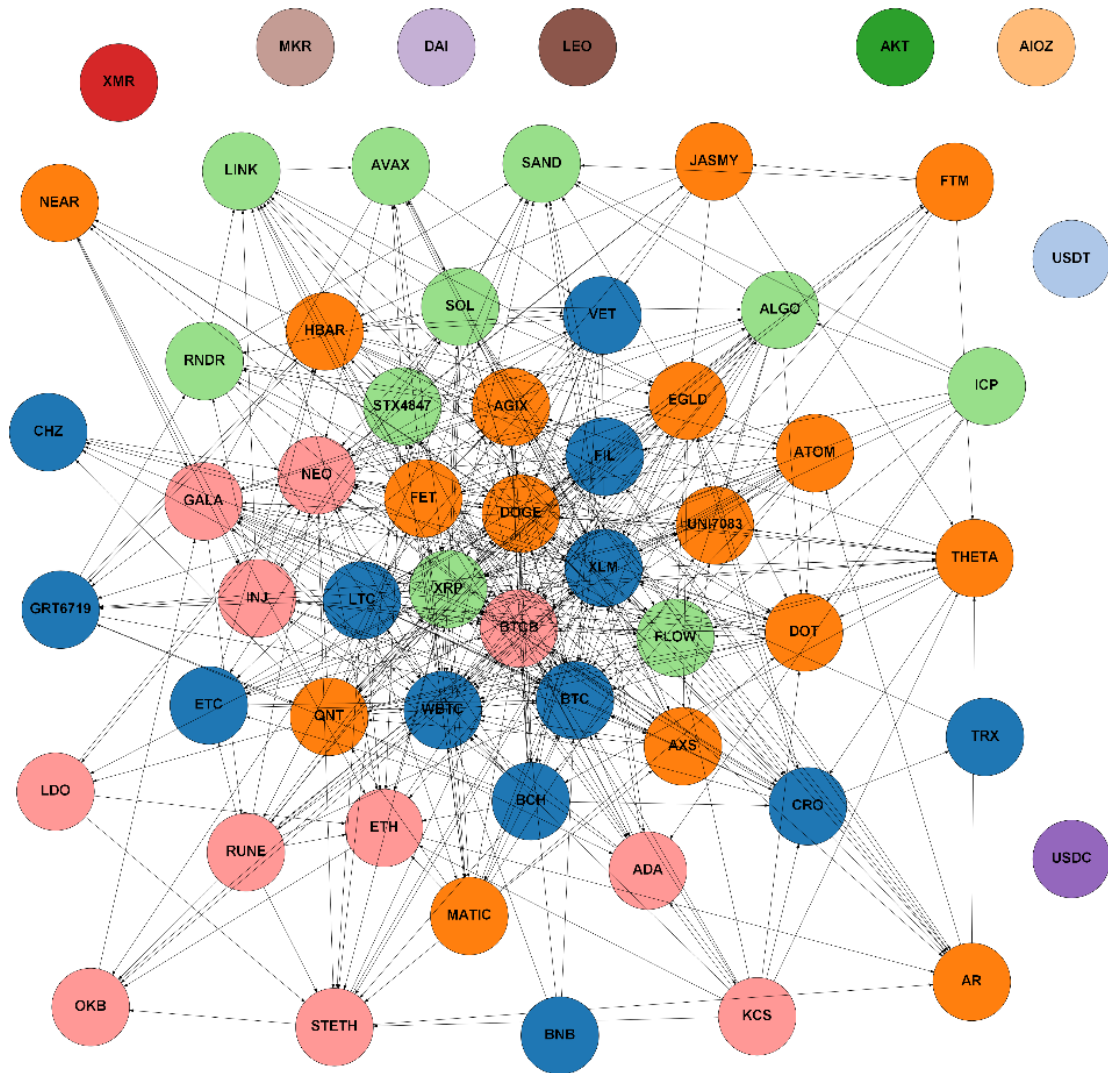 MKR
DAI
LEO
AKT
AIOZ
XMR
LINK
AVAX
SAND
JASMY
FTM
NEAR
USDT
SOL
VET
ALGO
HBAR
RNDR
ICP
STX4847
AGIX
EGLD
CHZ
FIL
ATOM
NEO
GALA
FET
DOGE
UNI7083
THETA
XLM
GRT6719
INJ
LTC
XRP
BTCB
FLOW
DOT
ETC
QNT
WBTC
BTC
AXS
TRX
LDO
BCH
CRO
RUNE
ETH
ADA
USDC
MATIC
AR
OKB
STETH
BNB
KCS